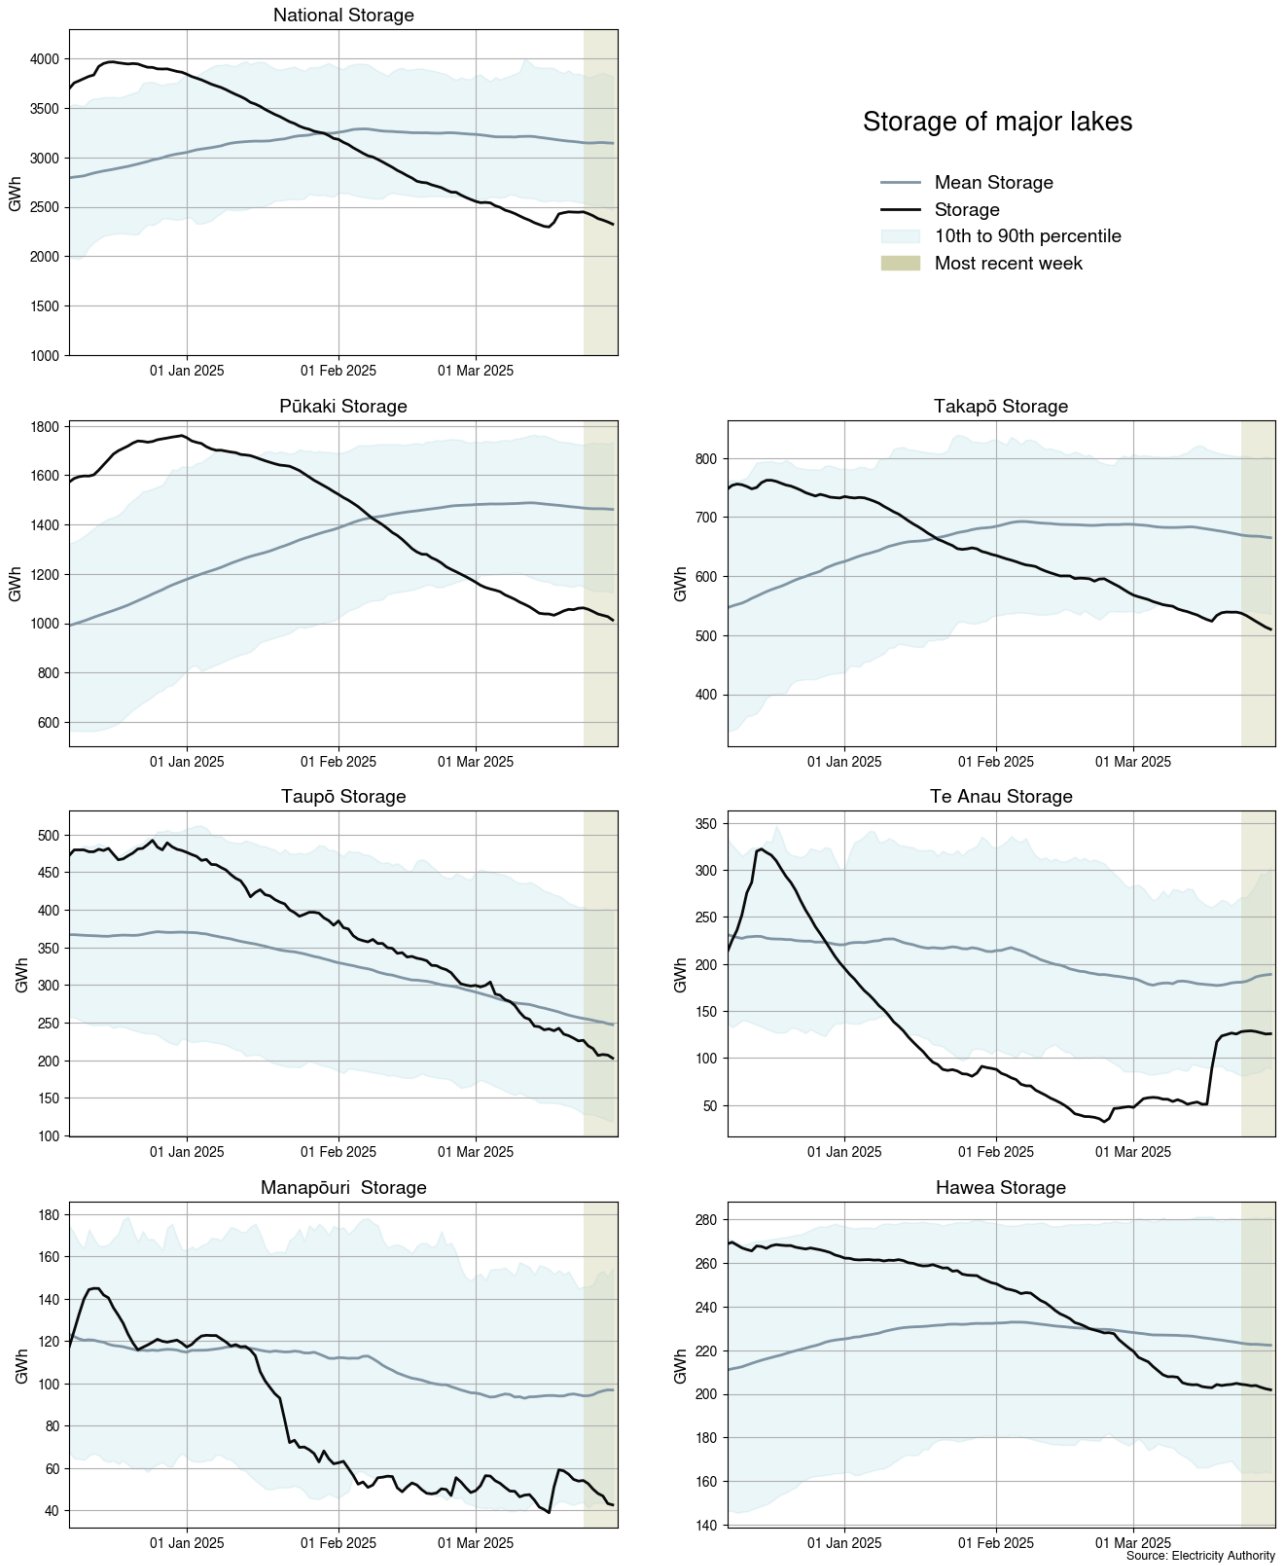 National Storage
4000
3500
3000
2500
2000
1500
1000
GWh
01 Jan 2025
01 Feb 2025
01 Mar 2025
Storage of major lakes
Mean Storage
Storage
10th to 90th percentile
Most recent week
Pūkaki Storage
1800
1600
1400
1200
1000
800
600
GWh
01 Jan 2025
01 Feb 2025
01 Mar 2025
Takapō Storage
800
700
600
500
400
GWh
01 Jan 2025
01 Feb 2025
01 Mar 2025
Taupō Storage
500
450
400
350
300
250
200
150
100
GWh
01 Jan 2025
01 Feb 2025
01 Mar 2025
Te Anau Storage
350
300
250
200
150
100
50
GWh
01 Jan 2025
01 Feb 2025
01 Mar 2025
Manapōuri  Storage
180
160
140
120
100
80
60
40
GWh
01 Jan 2025
01 Feb 2025
01 Mar 2025
Hawea Storage
280
260
240
220
200
180
160
140
GWh
01 Jan 2025
01 Feb 2025
01 Mar 2025
Source: Electricity Authority